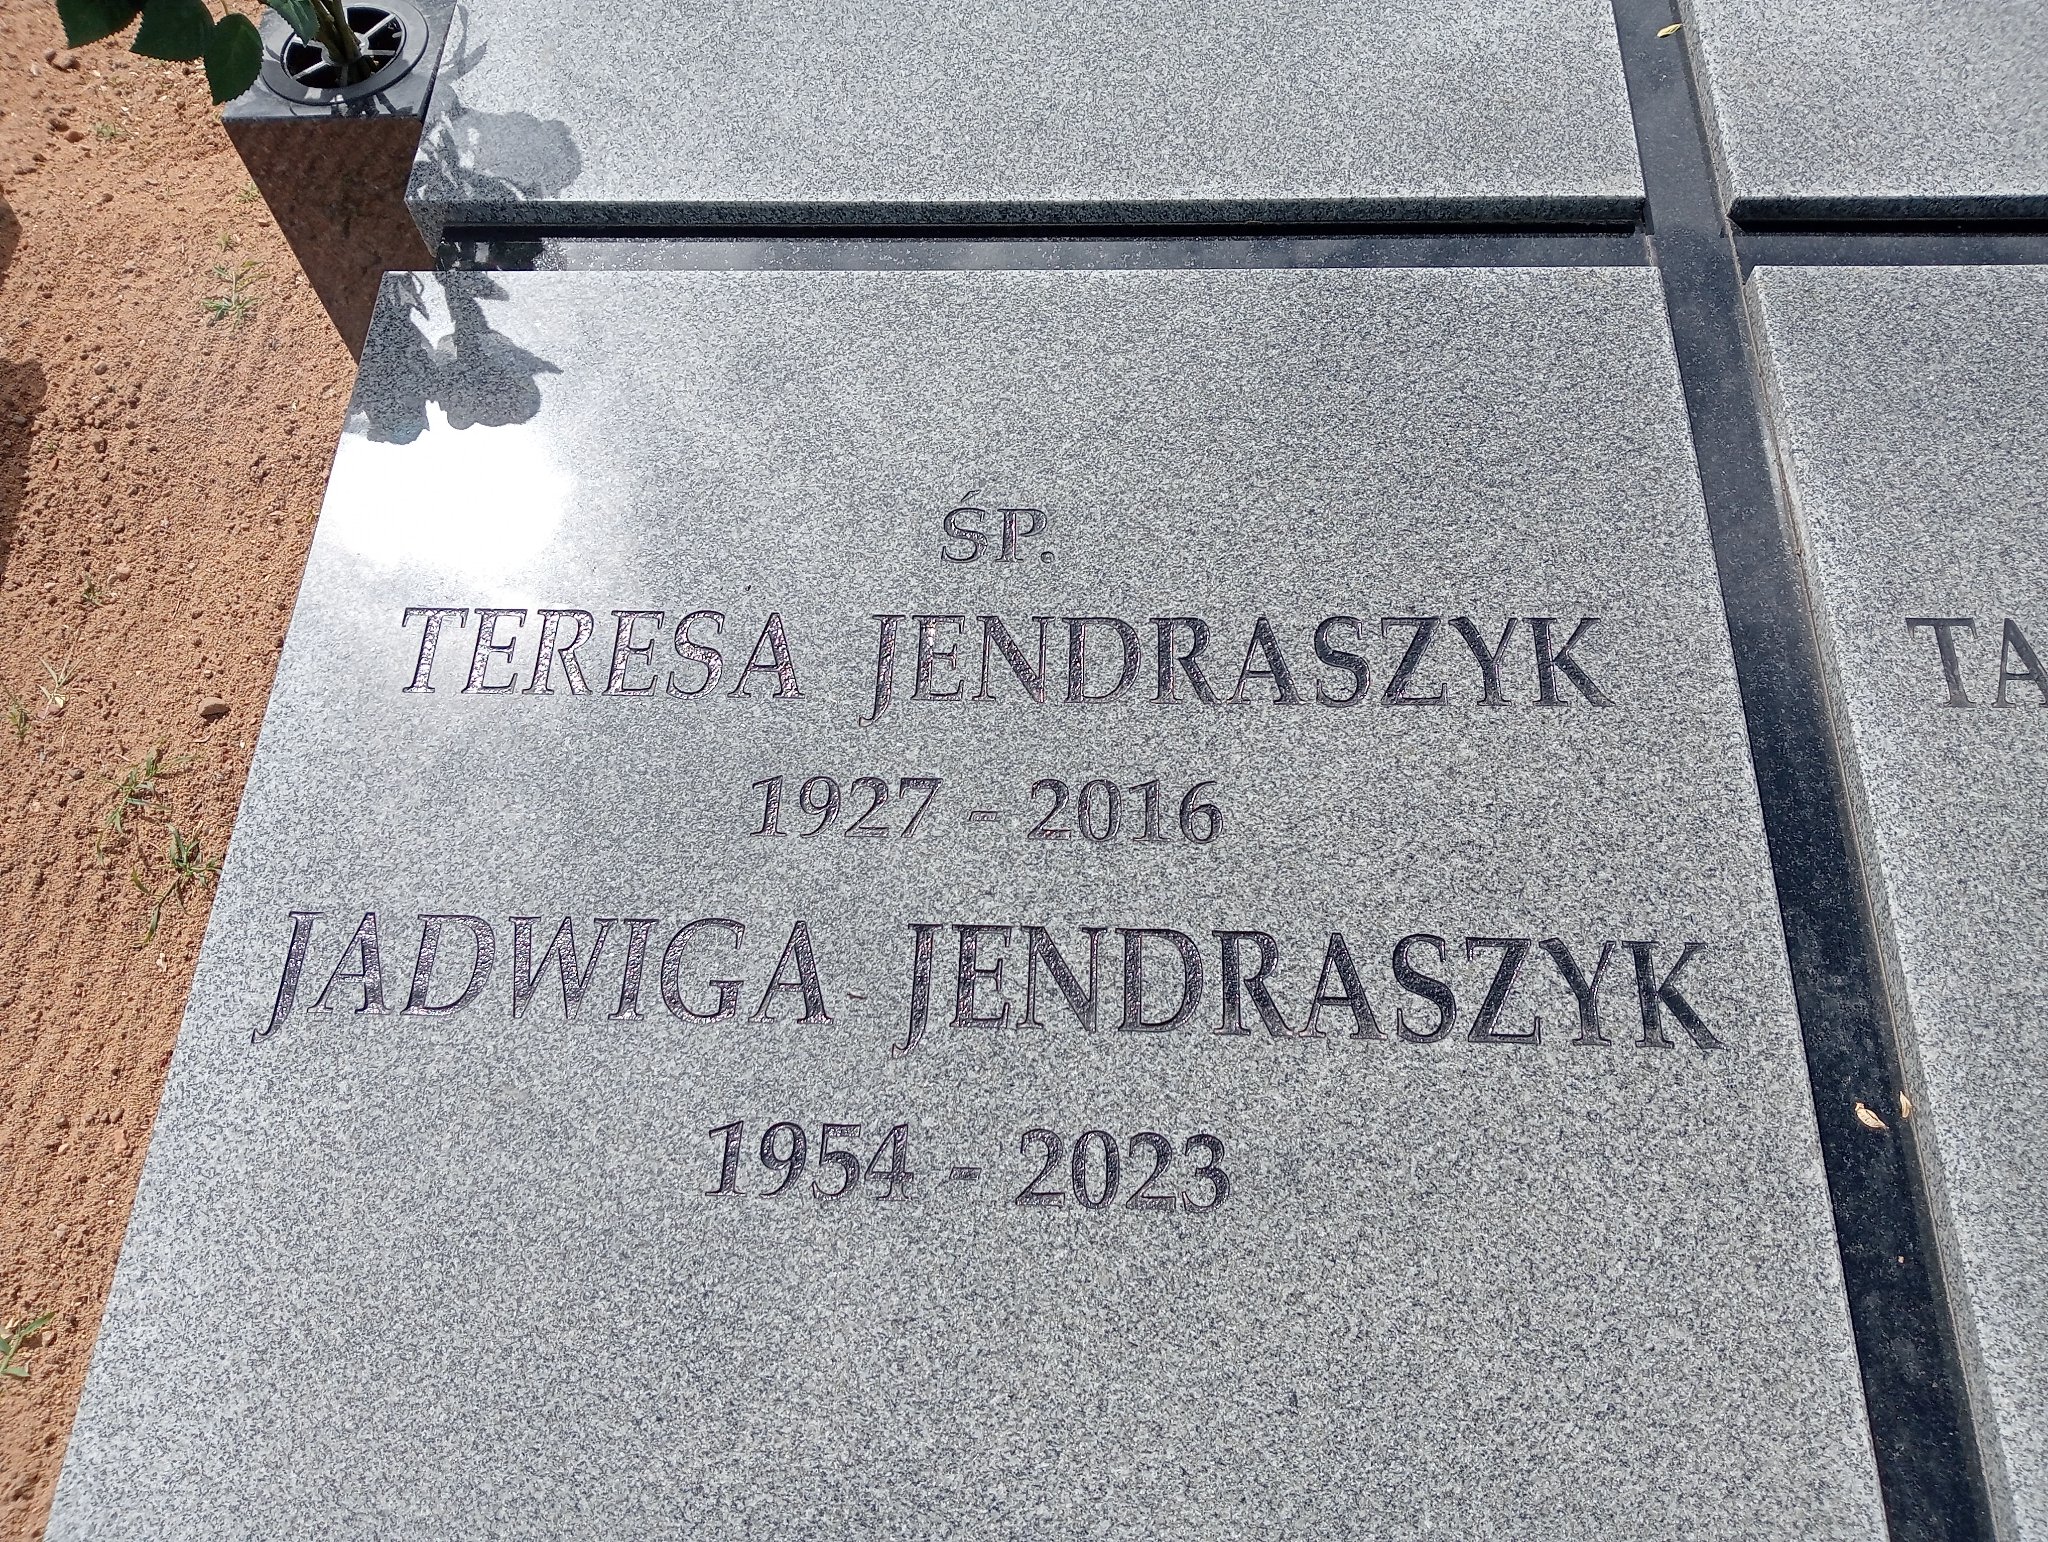 ŚP.
TERESA JENDRASZYK
1927 - 2016
JADWIGA JENDRASZYK
1954 - 2023